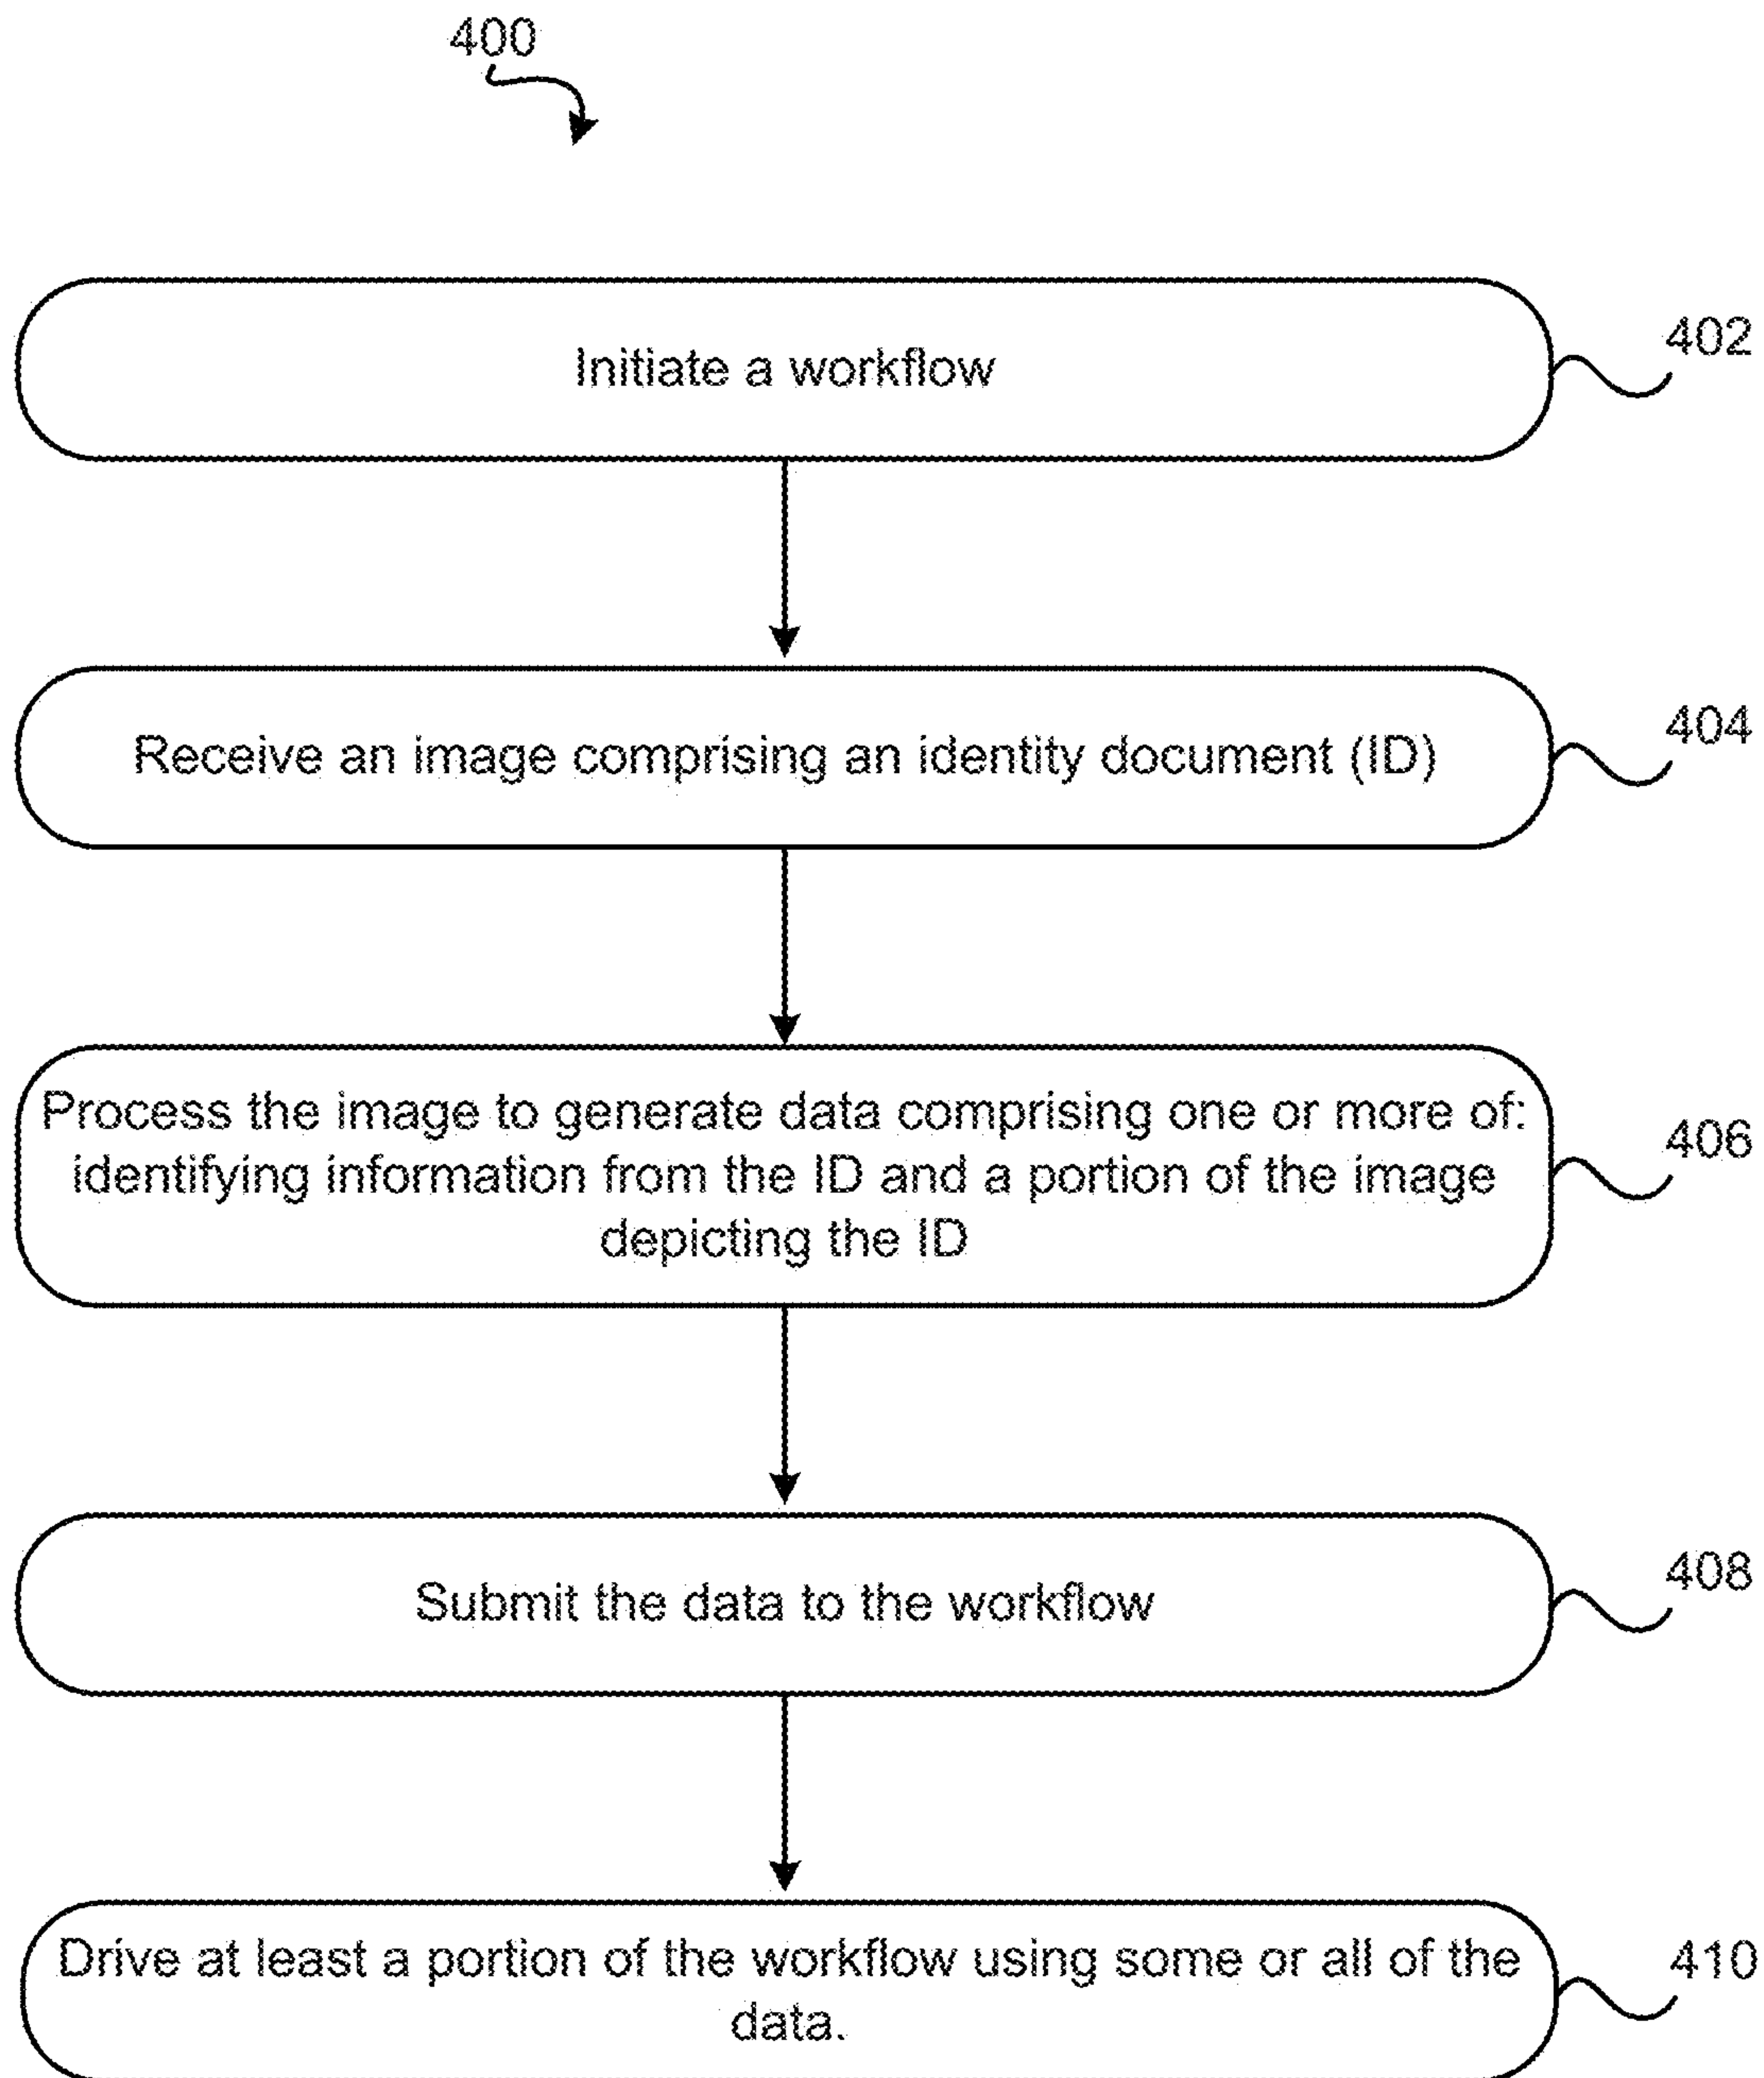 400
Initiate a workflow
402
Receive an image comprising an identity document (ID)
404
Process the image to generate data comprising one or more of:
identifying information from the ID and a portion of the image
depicting the ID
406
Submit the data to the workflow
408
Drive at least a portion of the workflow using some or all of the
data.
410